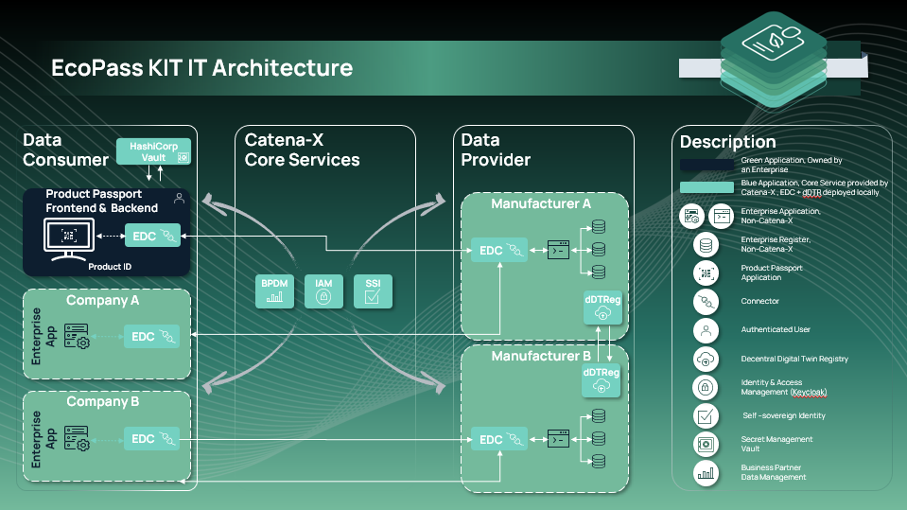 EcoPass KIT IT Architecture
Data
Consumer
HashiCorp
Vault
Product Passport
Frontend & Backend
EDC
Product ID
Company A
Enterprise
App
EDC
Company B
Enterprise
App
EDC
Catena-X
Core Services
BPDM
IAM
SSI
Data
Provider
Manufacturer A
EDC
dDTReg
Manufacturer B
dDTReg
EDC
Description
Green Application, Owned by
an Enterprise
Blue Application, Core Service provided by
Catena-X , EDC + dDTR deployed locally
Enterprise Application,
Non-Catena-X
Enterprise Register,
Non-Catena-X
Product Passport
Application
Connector
Authenticated User
Decentral Digital Twin Registry
Identity & Access
Management (Keycloak)
Self –sovereign Identity
Secret Management
Vault
Business Partner
Data Management